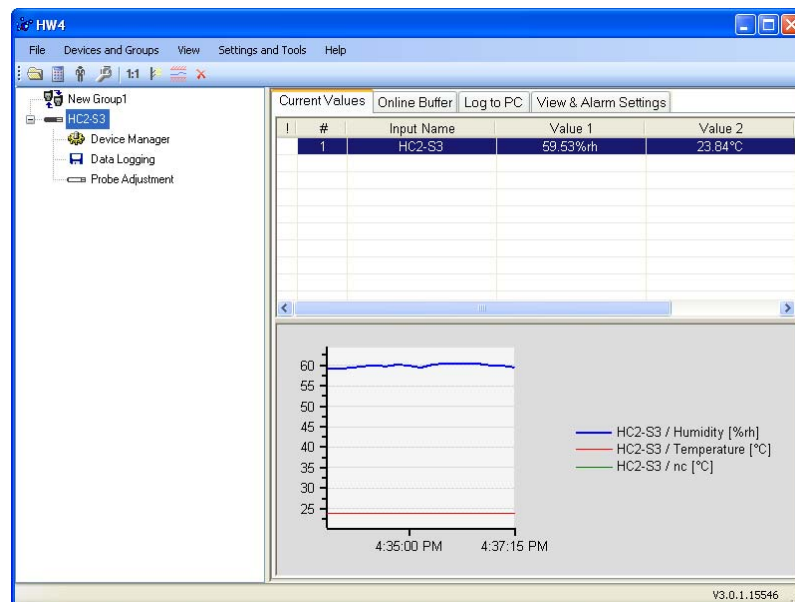 HW4
File Devices and Groups View Settings and Tools Help
1:1
New Group1
HC2-S3
Device Manager
Data Logging
Probe Adjustment
Current Values Online Buffer Log to PC View & Alarm Settings
! # Input Name Value 1 Value 2
1 HC2-S3 59.53%rh 23.84°C
60
55
50
45
40
35
30
25
4:35:00 PM 4:37:15 PM
HC2-S3 / Humidity [%rh]
HC2-S3 / Temperature [°C]
HC2-S3 / nc [°C]
V3.0.1.15546